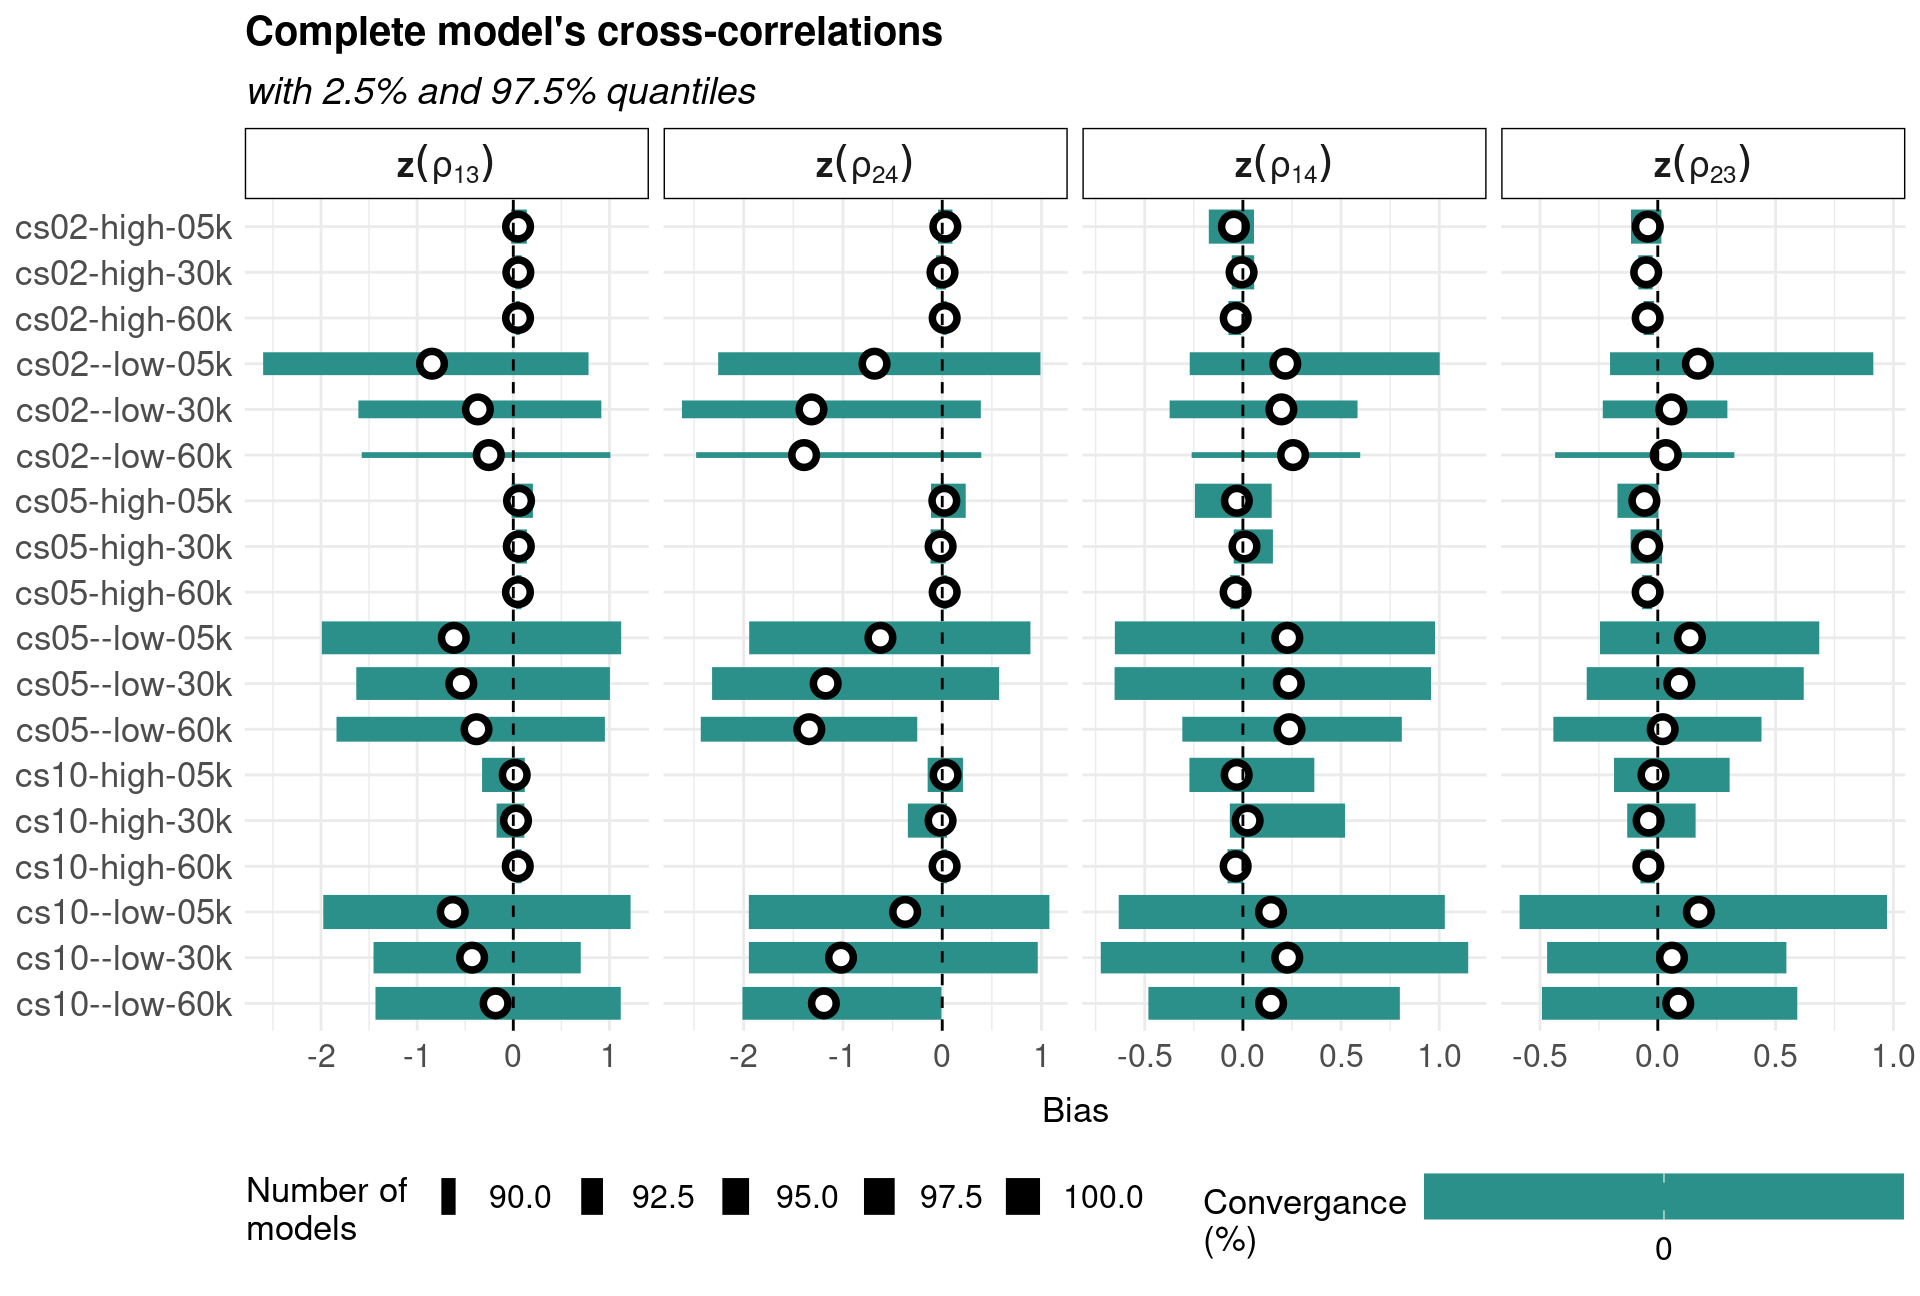 Complete model's cross-correlations
with 2.5% and 97.5% quantiles
z(ρ13) z(ρ24) z(ρ14) z(ρ23)
cs02-high-05k
cs02-high-30k
cs02-high-60k
cs02--low-05k
cs02--low-30k
cs02--low-60k
cs05-high-05k
cs05-high-30k
cs05-high-60k
cs05--low-05k
cs05--low-30k
cs05--low-60k
cs10-high-05k
cs10-high-30k
cs10-high-60k
cs10--low-05k
cs10--low-30k
cs10--low-60k
-2 -1 0 1 -2 -1 0 1 -0.5 0.0 0.5 1.0 -0.5 0.0 0.5 1.0
Bias
Number of
models
90.0 92.5 95.0 97.5 100.0
Convergance
(%)
0